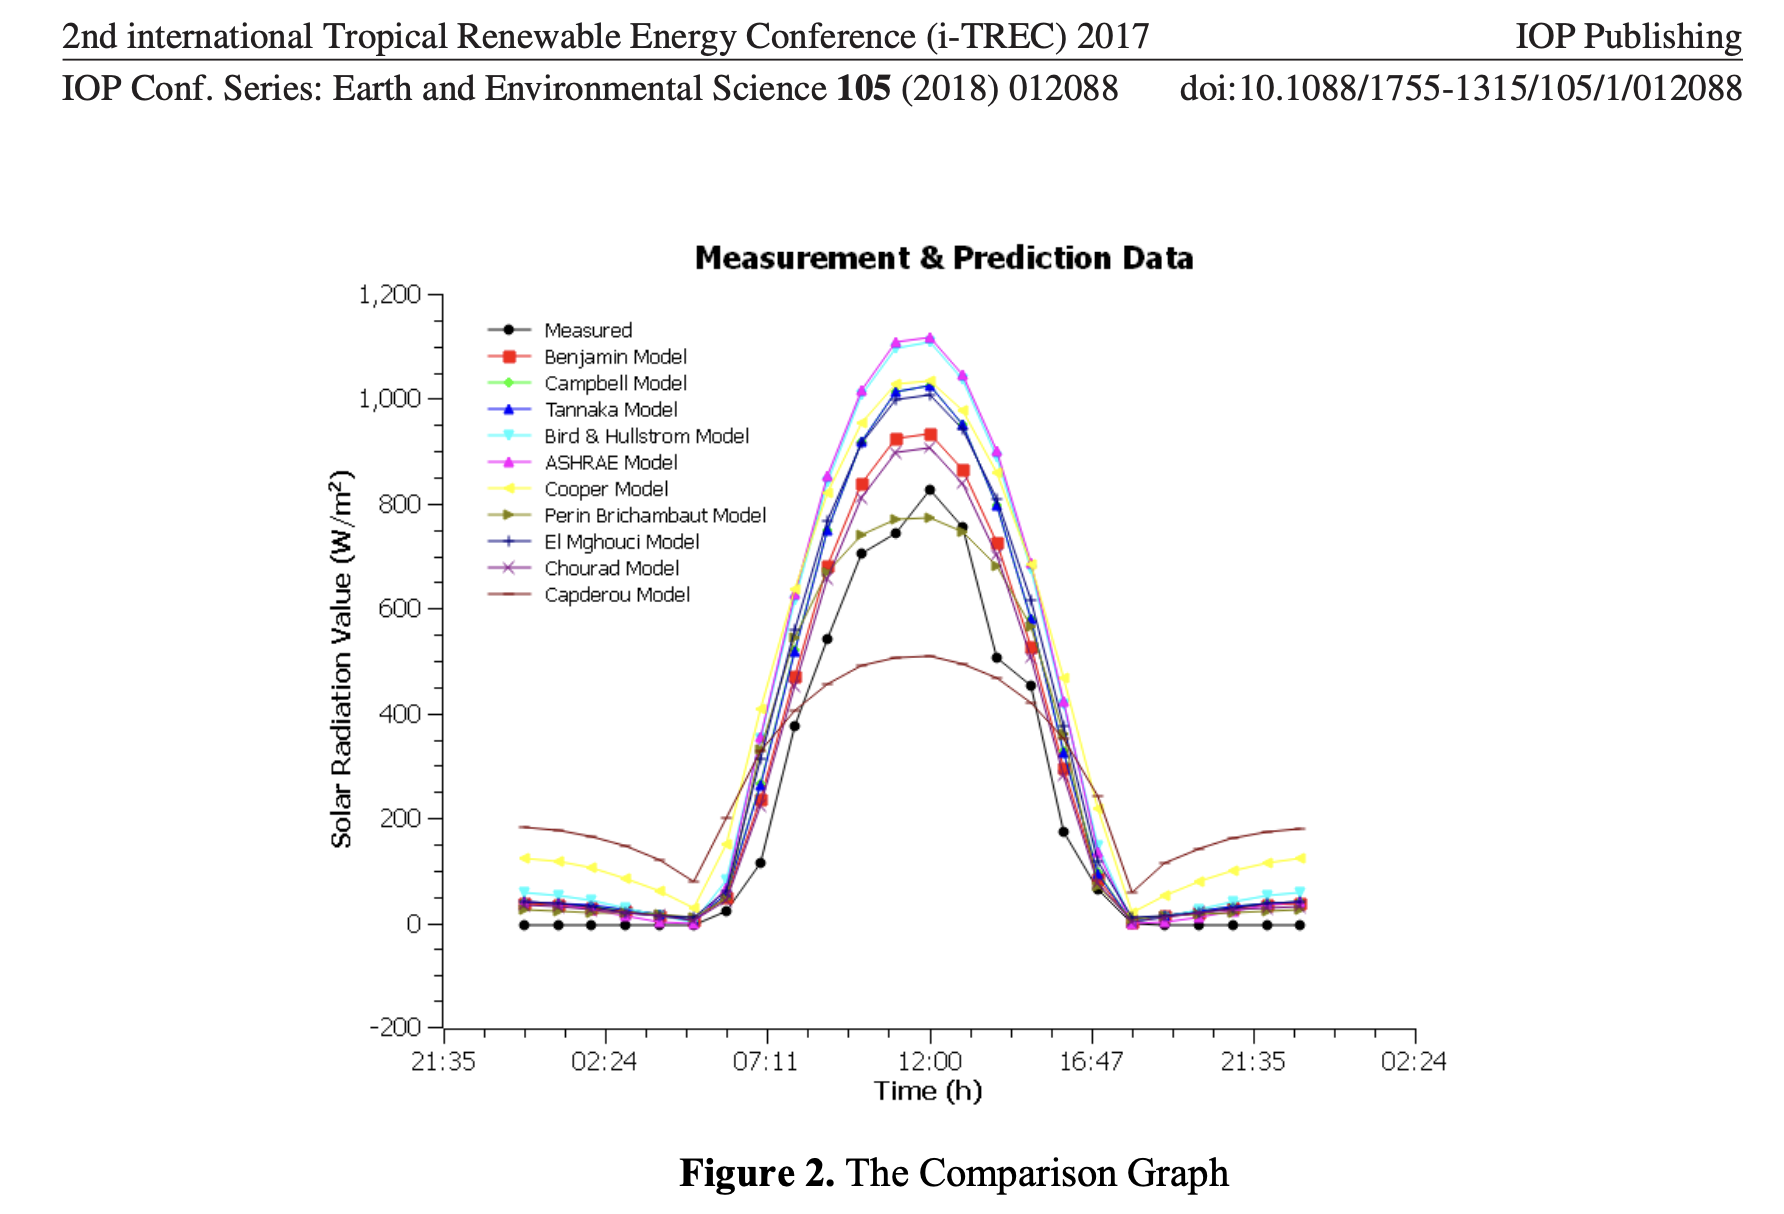 2nd international Tropical Renewable Energy Conference (i-TREC) 2017 IOP Publishing
IOP Conf. Series: Earth and Environmental Science 105 (2018) 012088 doi:10.1088/1755-1315/105/1/012088
Measurement & Prediction Data
1,200
1,000
800
600
400
200
0
-200
Solar Radiation Value (W/m²)
Measured
Benjamin Model
Campbell Model
Tannaka Model
Bird & Hullstrom Model
ASHRAE Model
Cooper Model
Perin Brichambaut Model
El Mghouci Model
Chourad Model
Capderou Model
21:35 02:24 07:11 12:00 16:47 21:35 02:24
Time (h)
Figure 2. The Comparison Graph